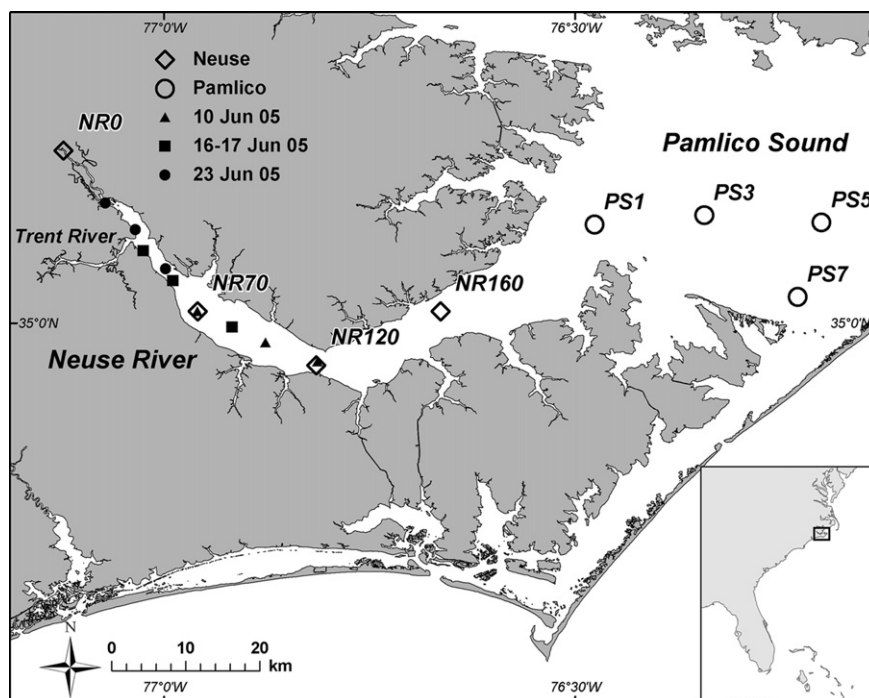 77°0'W
76°30'W
Neuse
Pamlico
10 Jun 05
16-17 Jun 05
23 Jun 05
NR0
Pamlico Sound
PS1
PS3
PS5
Trent River
NR70
NR160
PS7
35°0'N
35°0'N
NR120
Neuse River
N
0 10 20
km
77°0'W
76°30'W